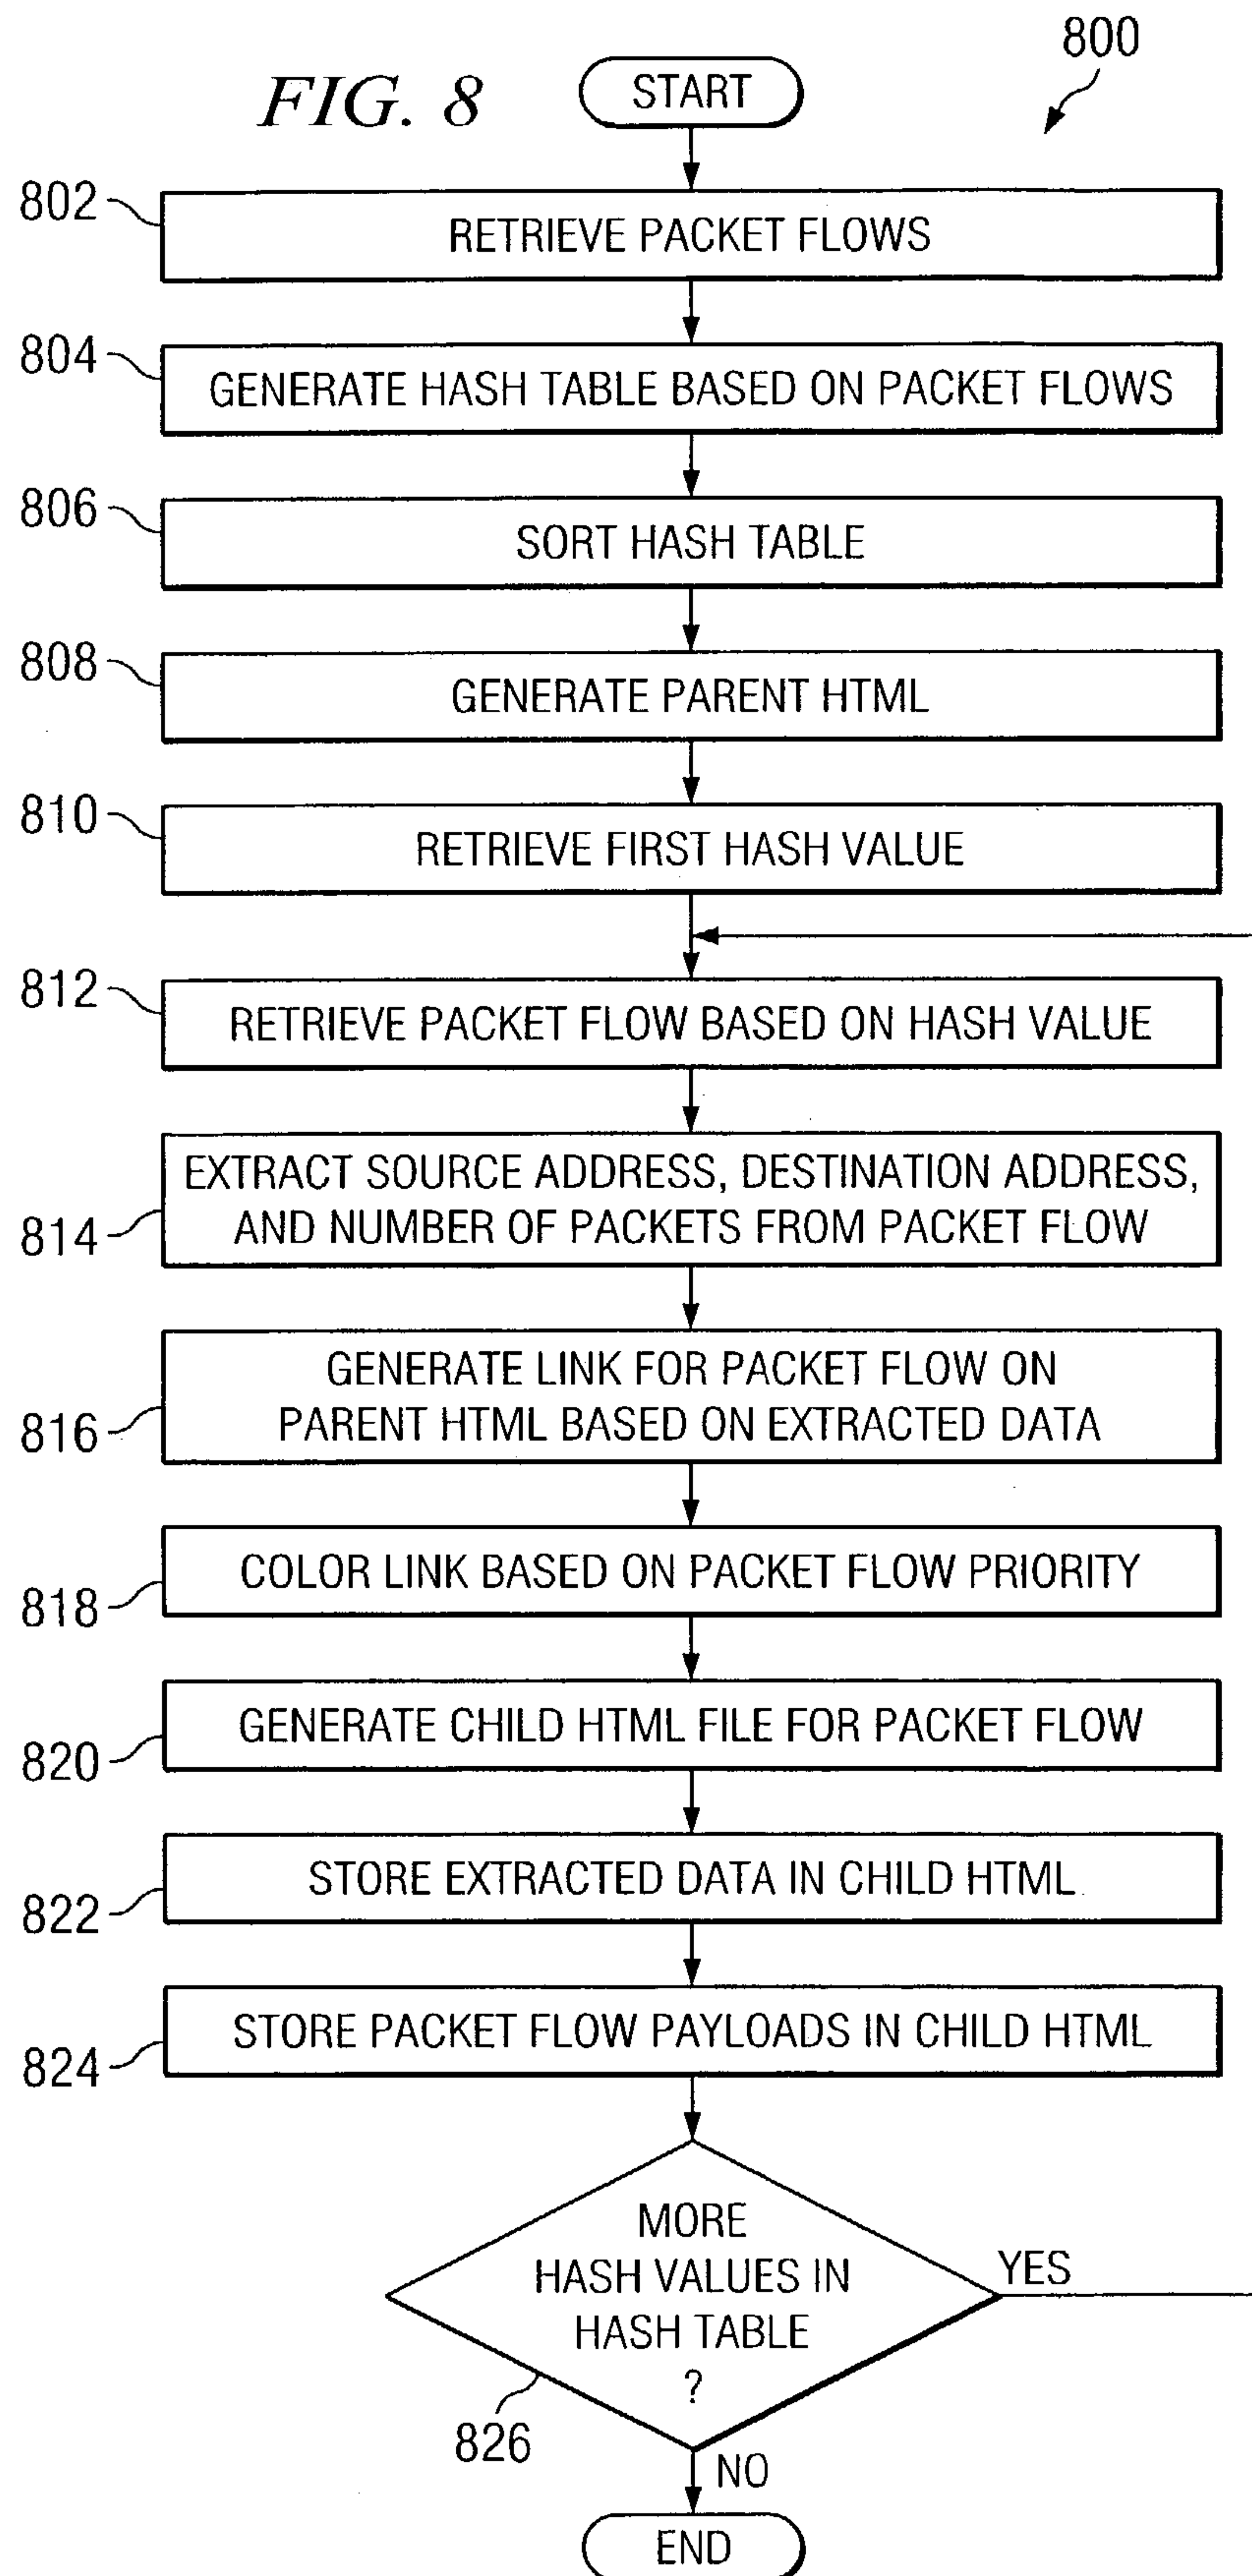 800
FIG. 8
START
802
RETRIEVE PACKET FLOWS
804
GENERATE HASH TABLE BASED ON PACKET FLOWS
806
SORT HASH TABLE
808
GENERATE PARENT HTML
810
RETRIEVE FIRST HASH VALUE
812
RETRIEVE PACKET FLOW BASED ON HASH VALUE
814
EXTRACT SOURCE ADDRESS, DESTINATION ADDRESS,
AND NUMBER OF PACKETS FROM PACKET FLOW
816
GENERATE LINK FOR PACKET FLOW ON
PARENT HTML BASED ON EXTRACTED DATA
818
COLOR LINK BASED ON PACKET FLOW PRIORITY
820
GENERATE CHILD HTML FILE FOR PACKET FLOW
822
STORE EXTRACTED DATA IN CHILD HTML
824
STORE PACKET FLOW PAYLOADS IN CHILD HTML
MORE
HASH VALUES IN
HASH TABLE
?
YES
826
NO
END